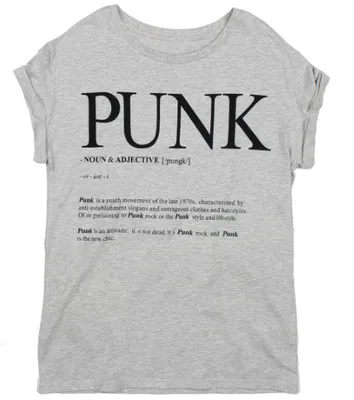 PUNK
- NOUN & ADJECTIVE [/pungk/]
Punk is a youth movement of the late 1970s, characterized by
anti-establishment slogans and outrageous clothes and hairstyles.
Of or pertaining to Punk rock or the Punk style and lifestyle.
Punk is an attitude, it s not dead, it s Punk rock and Punk
is the new chic.